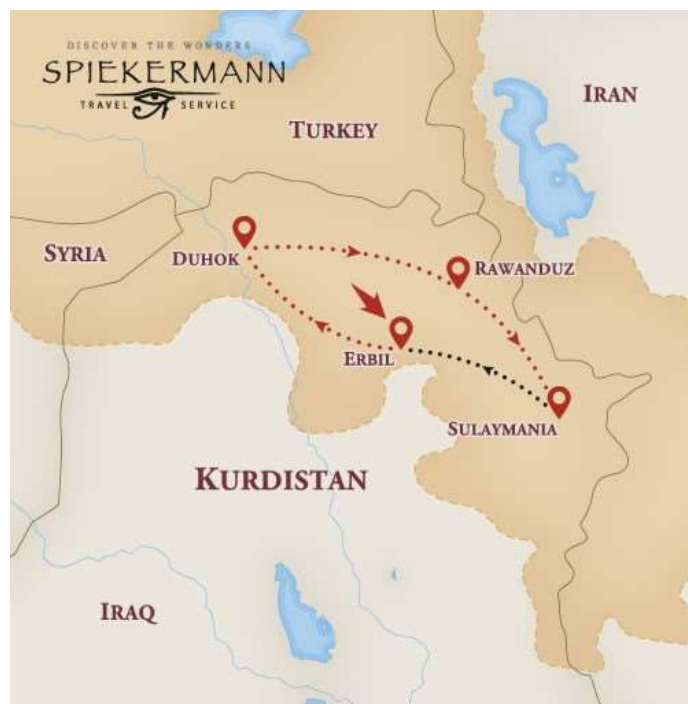 DISCOVER THE WONDERS
SPIEKERMANN
TRAVEL SERVICE
IRAN
TURKEY
SYRIA
DUHOK
RAWANDUZ
ERBIL
SULAYMANIA
KURDISTAN
IRAQ